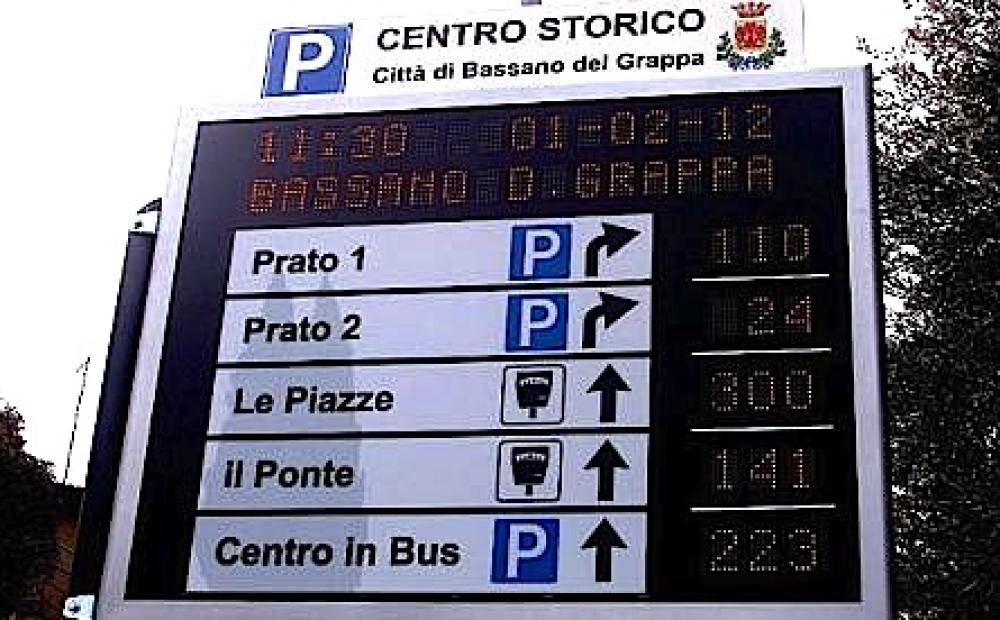 P CENTRO STORICO
Città di Bassano del Grappa
11:30 01-02-12
BASSANO D.GRAPPA
Prato 1 P 110
Prato 2 P 24
Le Piazze 300
il Ponte 141
Centro in Bus P 223